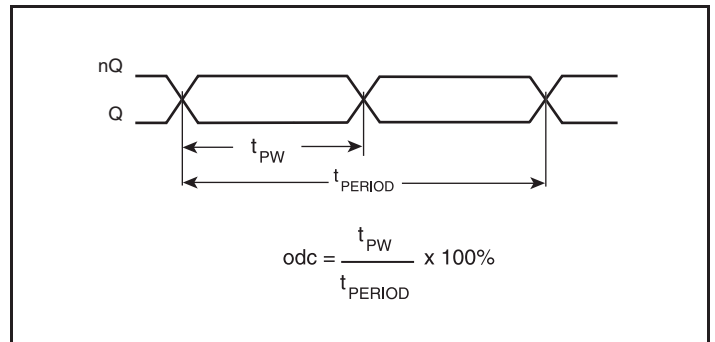 nQ
Q
tPW
tPERIOD
odc = tPW / tPERIOD x 100%